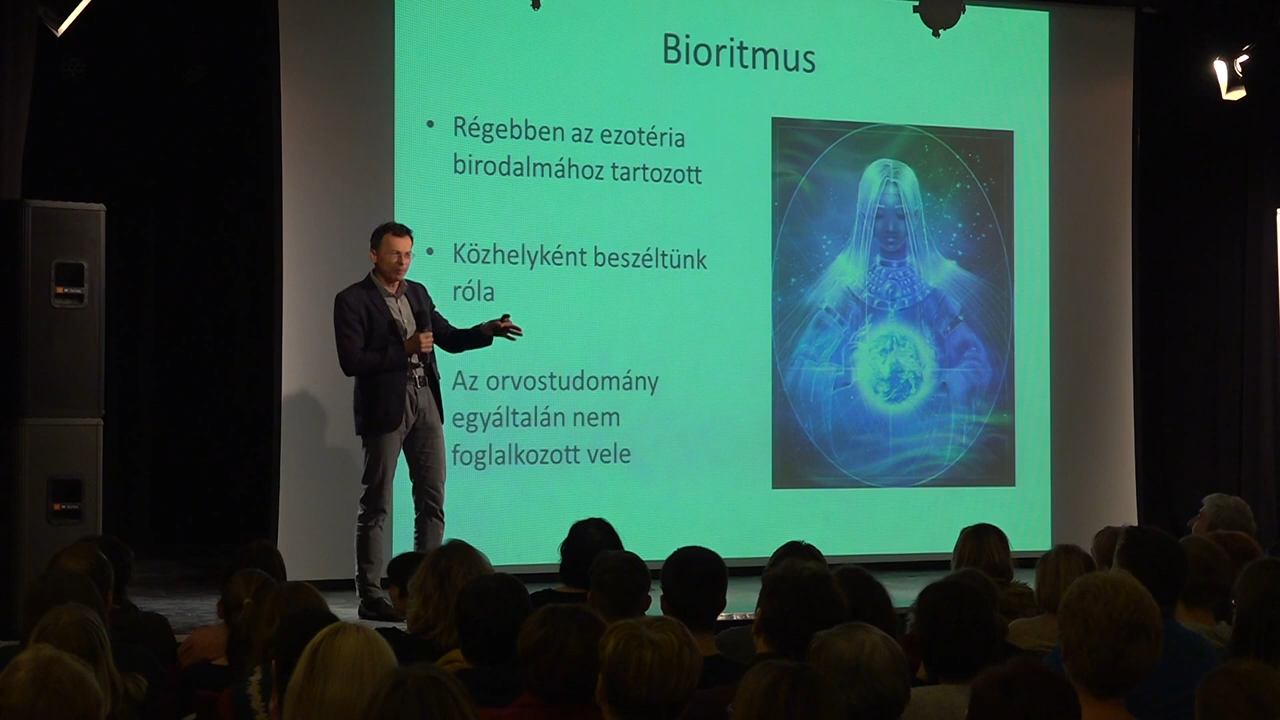 Bioritmus
• Régebben az ezotéria
birodalmához tartozott
• Közhelyként beszéltünk
róla
Az orvostudomány
egyáltalán nem
foglalkozott vele